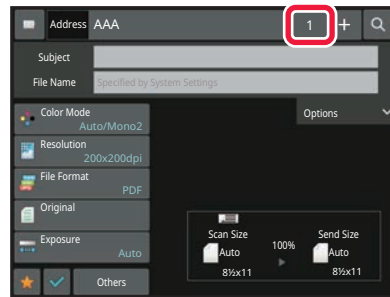 Address AAA 1 +
Subject
File Name Specified by System Settings
Color Mode
Auto/Mono2
Options
Resolution
200x200dpi
File Format
PDF
Original
Exposure
Auto
Scan Size
Auto
8½x11
100%
Send Size
Auto
8½x11
Others